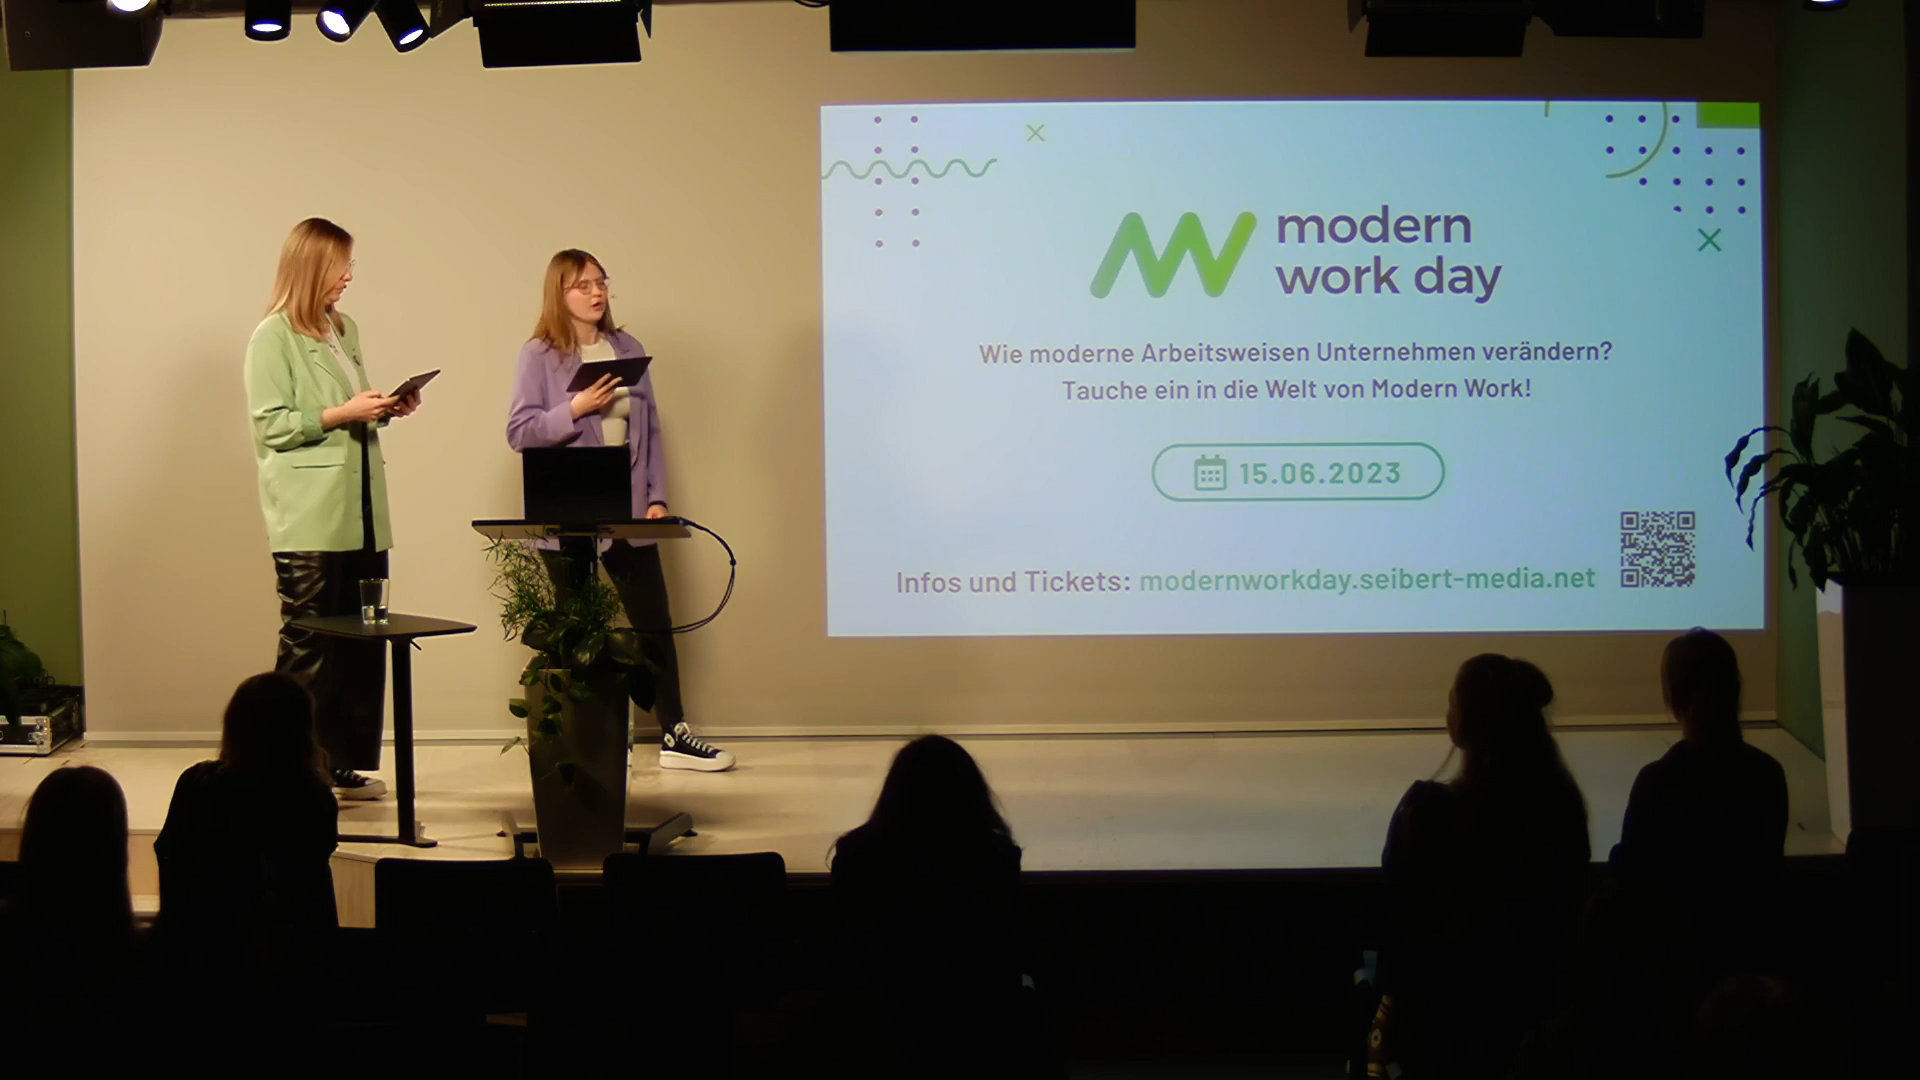 modern
work day
Wie moderne Arbeitsweisen Unternehmen verändern?
Tauche ein in die Welt von Modern Work!
15.06.2023
Infos und Tickets: modernworkday.seibert-media.net